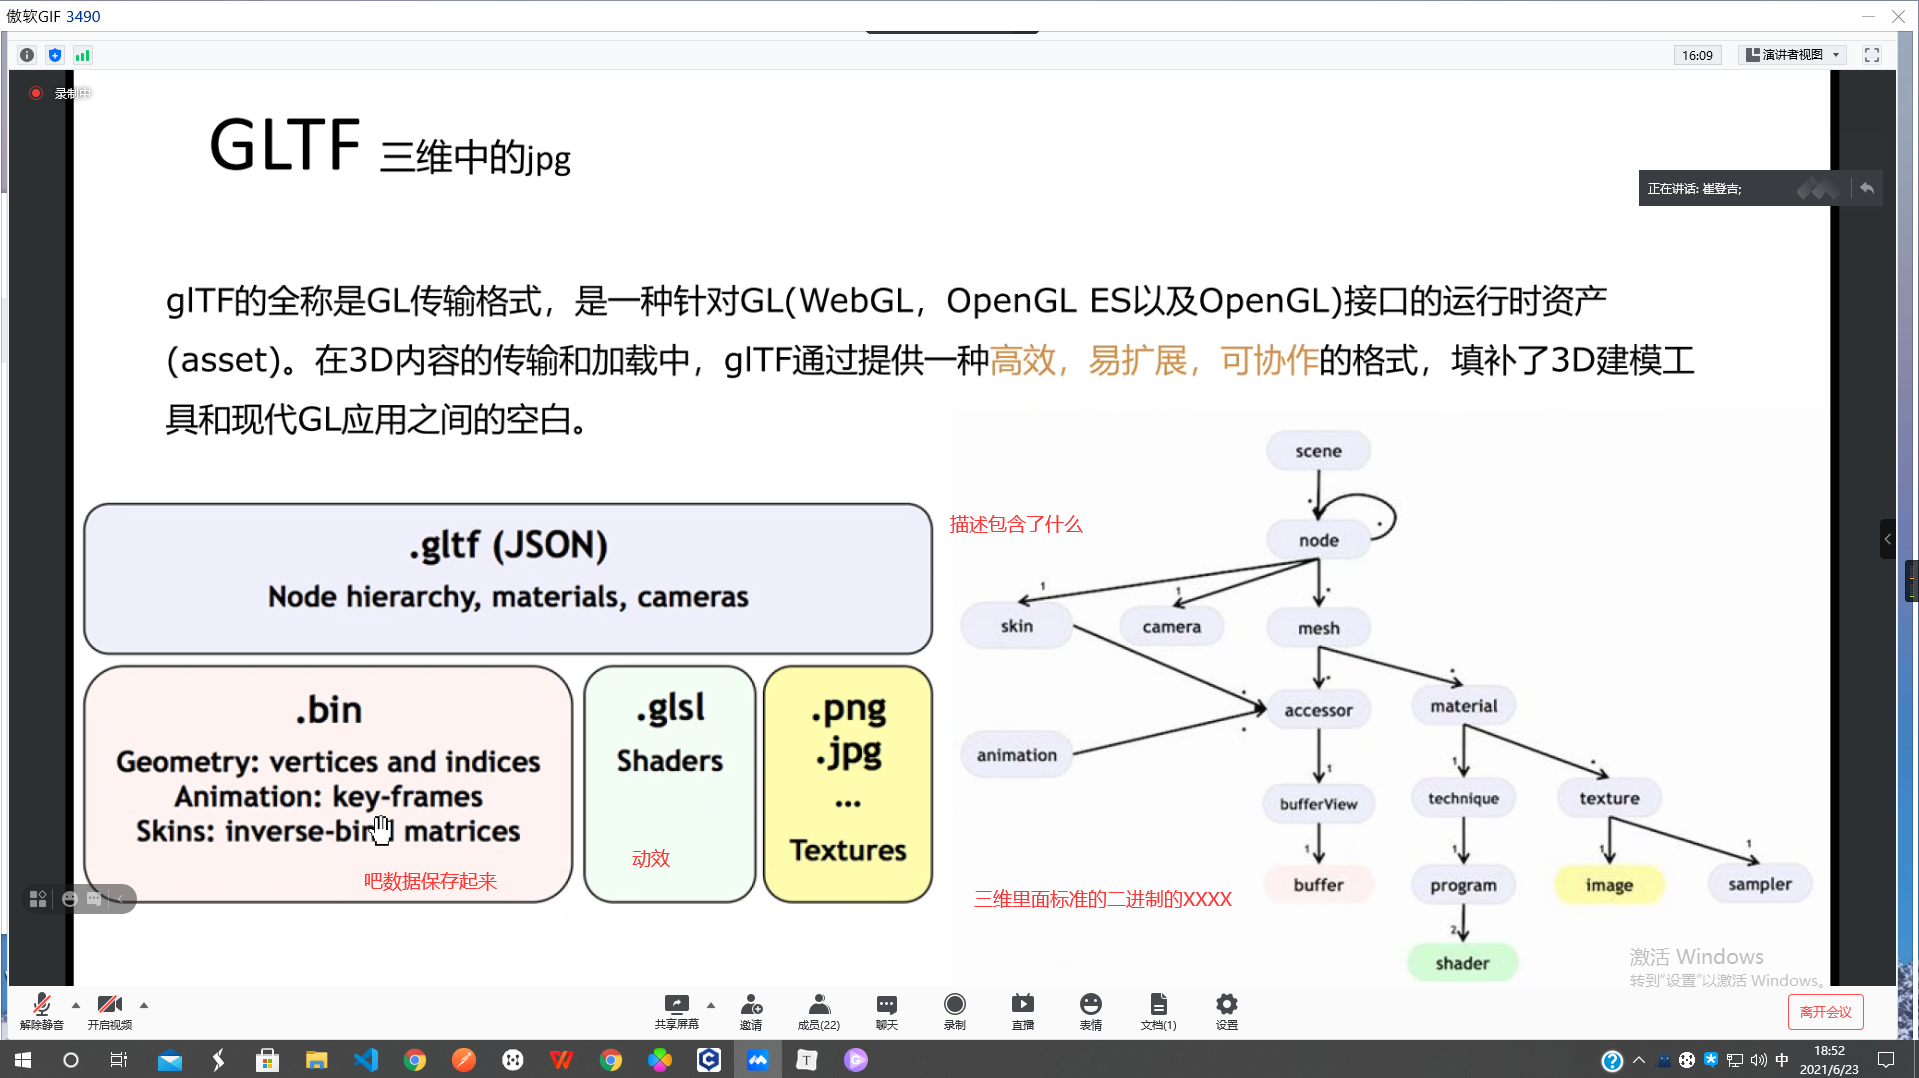 傲软GIF 3490
16:09
演讲者视图
录制中
GLTF 三维中的jpg
正在讲话: 崔登吉;
glTF的全称是GL传输格式，是一种针对GL(WebGL，OpenGL ES以及OpenGL)接口的运行时资产
(asset)。在3D内容的传输和加载中，glTF通过提供一种高效，易扩展，可协作的格式，填补了3D建模工
具和现代GL应用之间的空白。
.gltf (JSON)
Node hierarchy, materials, cameras
描述包含了什么
.bin
Geometry: vertices and indices
Animation: key-frames
Skins: inverse-bind matrices
吧数据保存起来
.glsl
Shaders
动效
.png
.jpg
...
Textures
scene
*
node
*
1
1
*
skin
camera
mesh
*
*
*
*
accessor
material
animation
1
1
*
bufferView
technique
texture
1
1
1
1
buffer
program
image
sampler
三维里面标准的二进制的XXXX
2
shader
激活 Windows
转到“设置”以激活 Windows。
解除静音
开启视频
共享屏幕
邀请
成员(22)
聊天
录制
直播
表情
文档(1)
设置
离开会议
中
18:52
2021/6/23